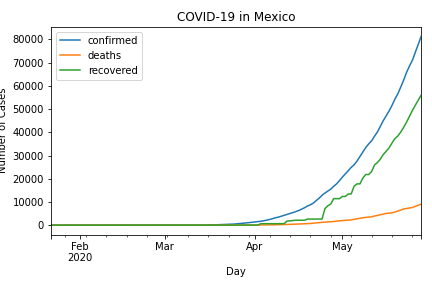 COVID-19 in Mexico
confirmed
deaths
recovered
80000
70000
60000
50000
40000
30000
20000
10000
0
Number of Cases
Feb
2020
Mar
Apr
May
Day